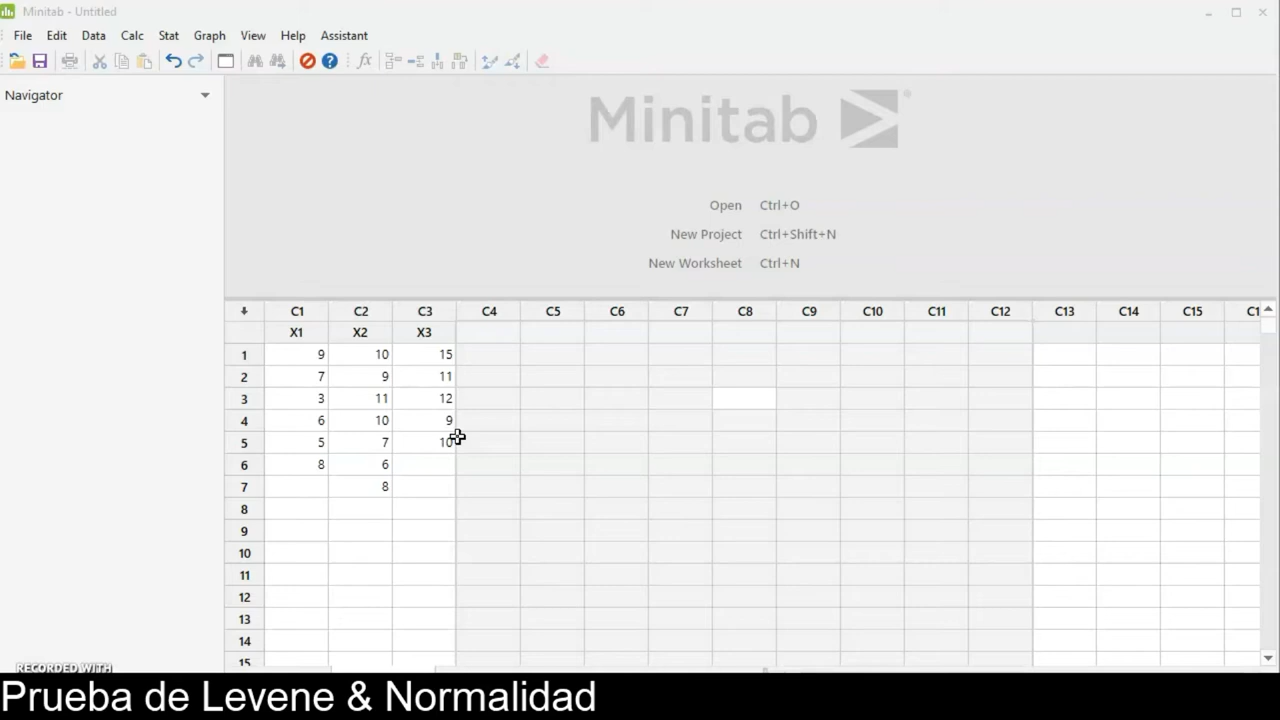 Minitab - Untitled
File Edit Data Calc Stat Graph View Help Assistant
fx
Navigator
Minitab
Open Ctrl+O
New Project Ctrl+Shift+N
New Worksheet Ctrl+N
C1 C2 C3 C4 C5 C6 C7 C8 C9 C10 C11 C12 C13 C14 C15 C1
X1 X2 X3
1 9 10 15
2 7 9 11
3 3 11 12
4 6 10 9
5 5 7 10
6 8 6
7 8
8
9
10
11
12
13
14
15
RECORDED WITH
Prueba de Levene & Normalidad